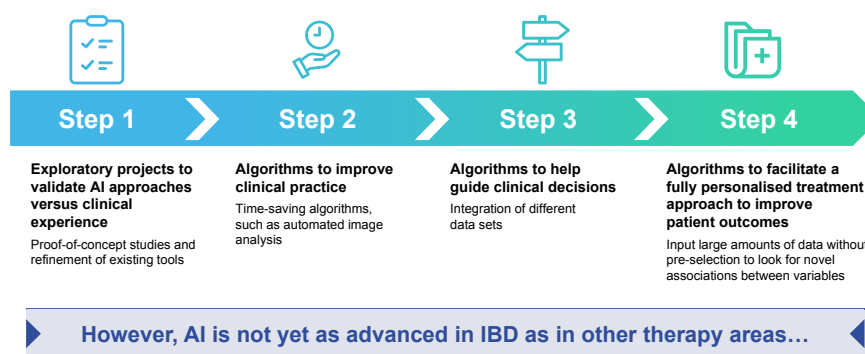 Step 1
Step 2
Step 3
Step 4
Exploratory projects to
validate AI approaches
versus clinical
experience
Proof-of-concept studies and
refinement of existing tools
Algorithms to improve
clinical practice
Time-saving algorithms,
such as automated image
analysis
Algorithms to help
guide clinical decisions
Integration of different
data sets
Algorithms to facilitate a
fully personalised treatment
approach to improve
patient outcomes
Input large amounts of data without
pre-selection to look for novel
associations between variables
However, AI is not yet as advanced in IBD as in other therapy areas…